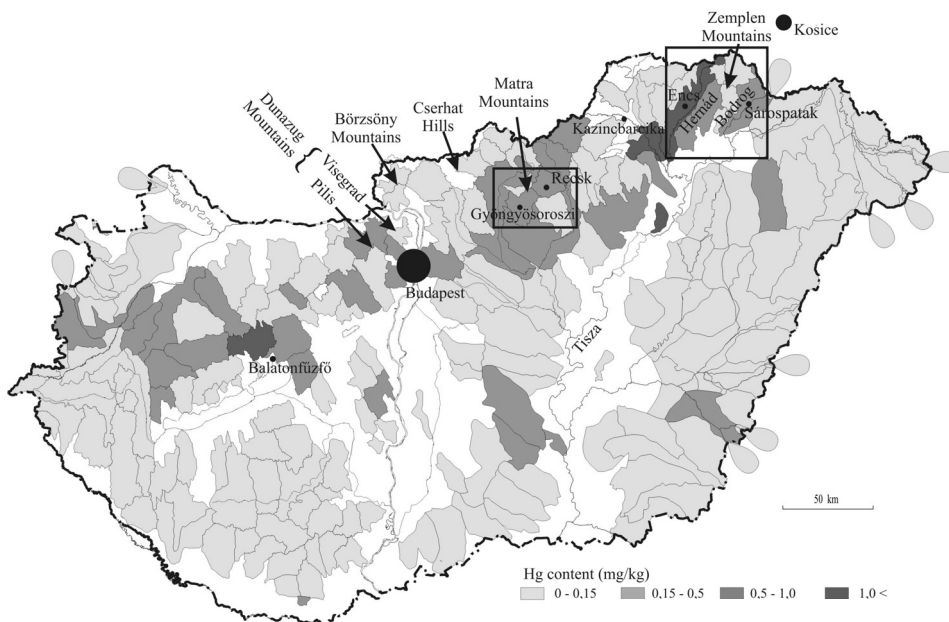 Zemplen
Mountains
Kosice
Matra
Mountains
Cserhat
Hills
Börzsöny
Mountains
Dunazug
Mountains
{
Visegrad
Pilis
Encs
Hernád
Bodrog
Sárospatak
Kazincbarcika
Recsk
Gyöngyösoroszi
Budapest
Tisza
Balatonfűzfő
50 km
Hg content (mg/kg)
0 - 0,15
0,15 - 0,5
0,5 - 1,0
1,0 <